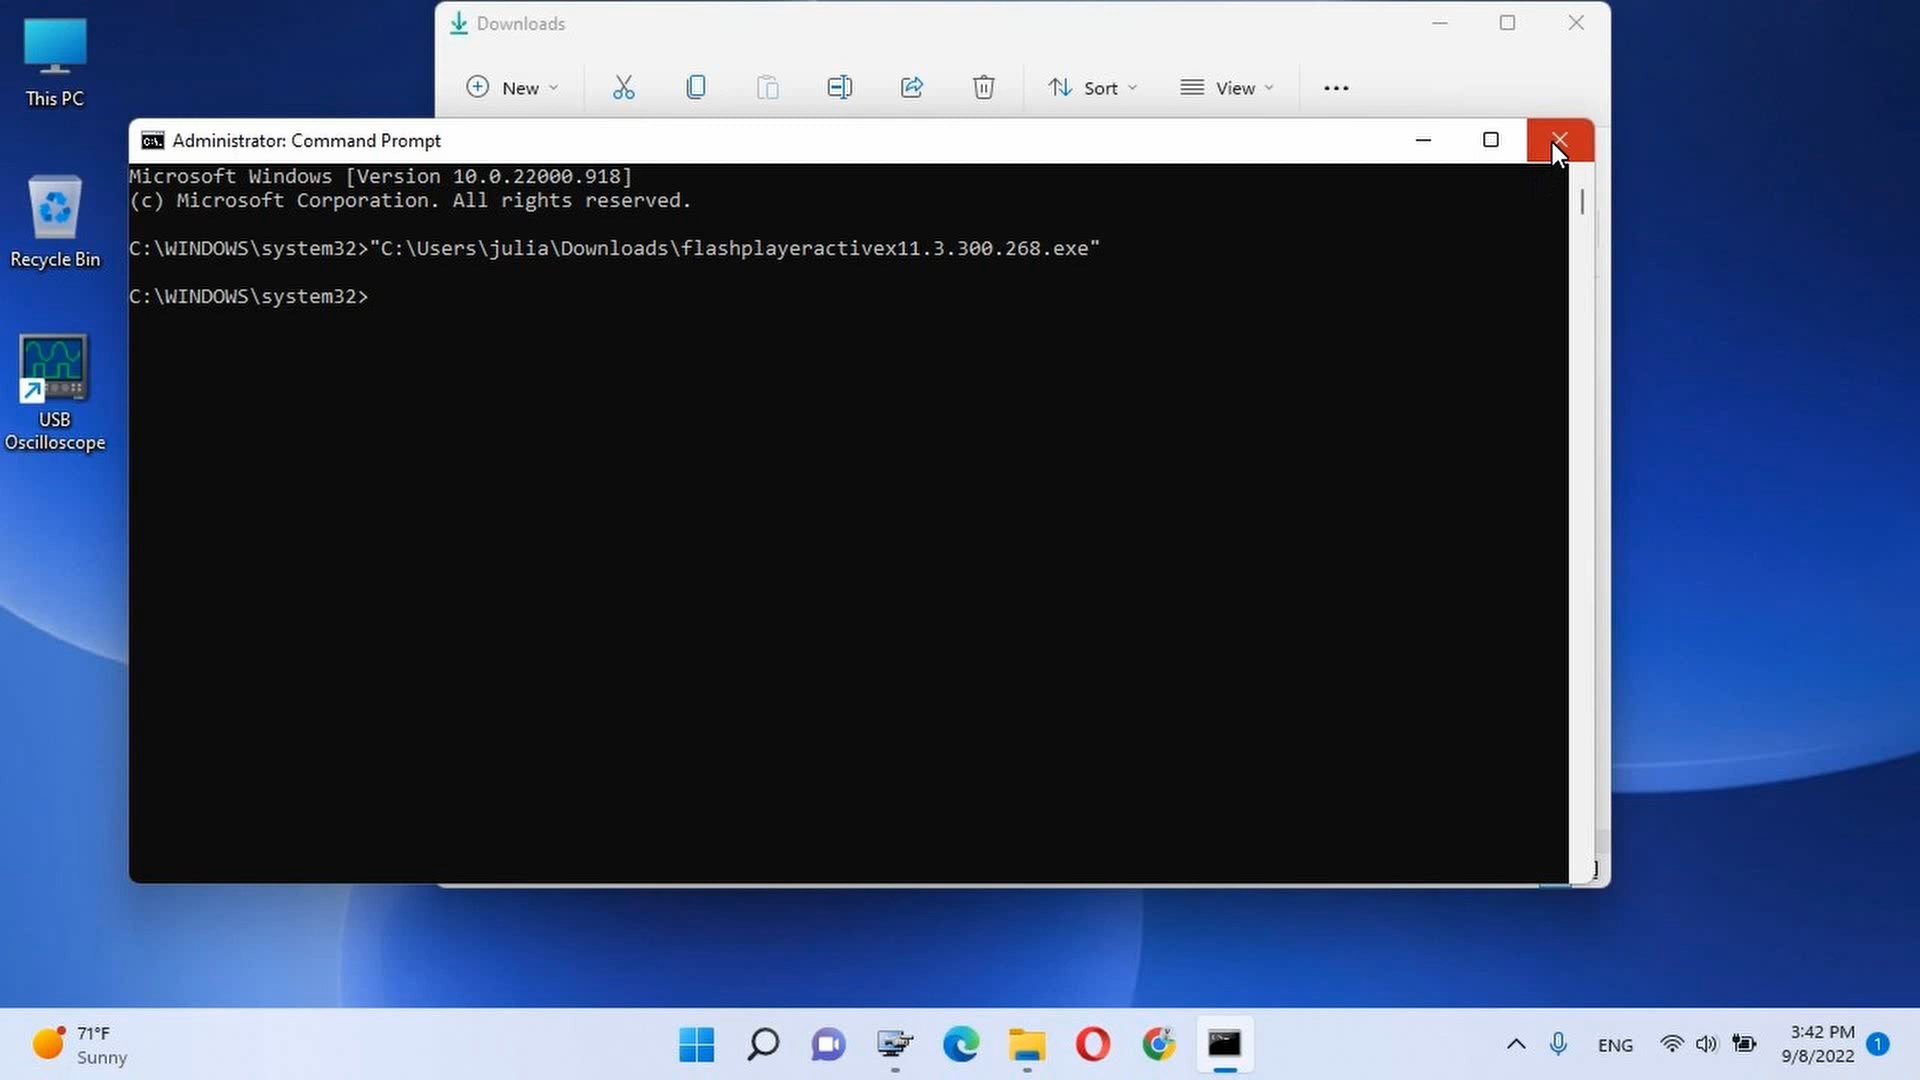 This PC
Recycle Bin
USB
Oscilloscope
Downloads
New
Sort
View
Administrator: Command Prompt
Microsoft Windows [Version 10.0.22000.918]
(c) Microsoft Corporation. All rights reserved.
C:\WINDOWS\system32>"C:\Users\julia\Downloads\flashplayeractivex11.3.300.268.exe"
C:\WINDOWS\system32>
71°F
Sunny
ENG
3:42 PM
9/8/2022
1